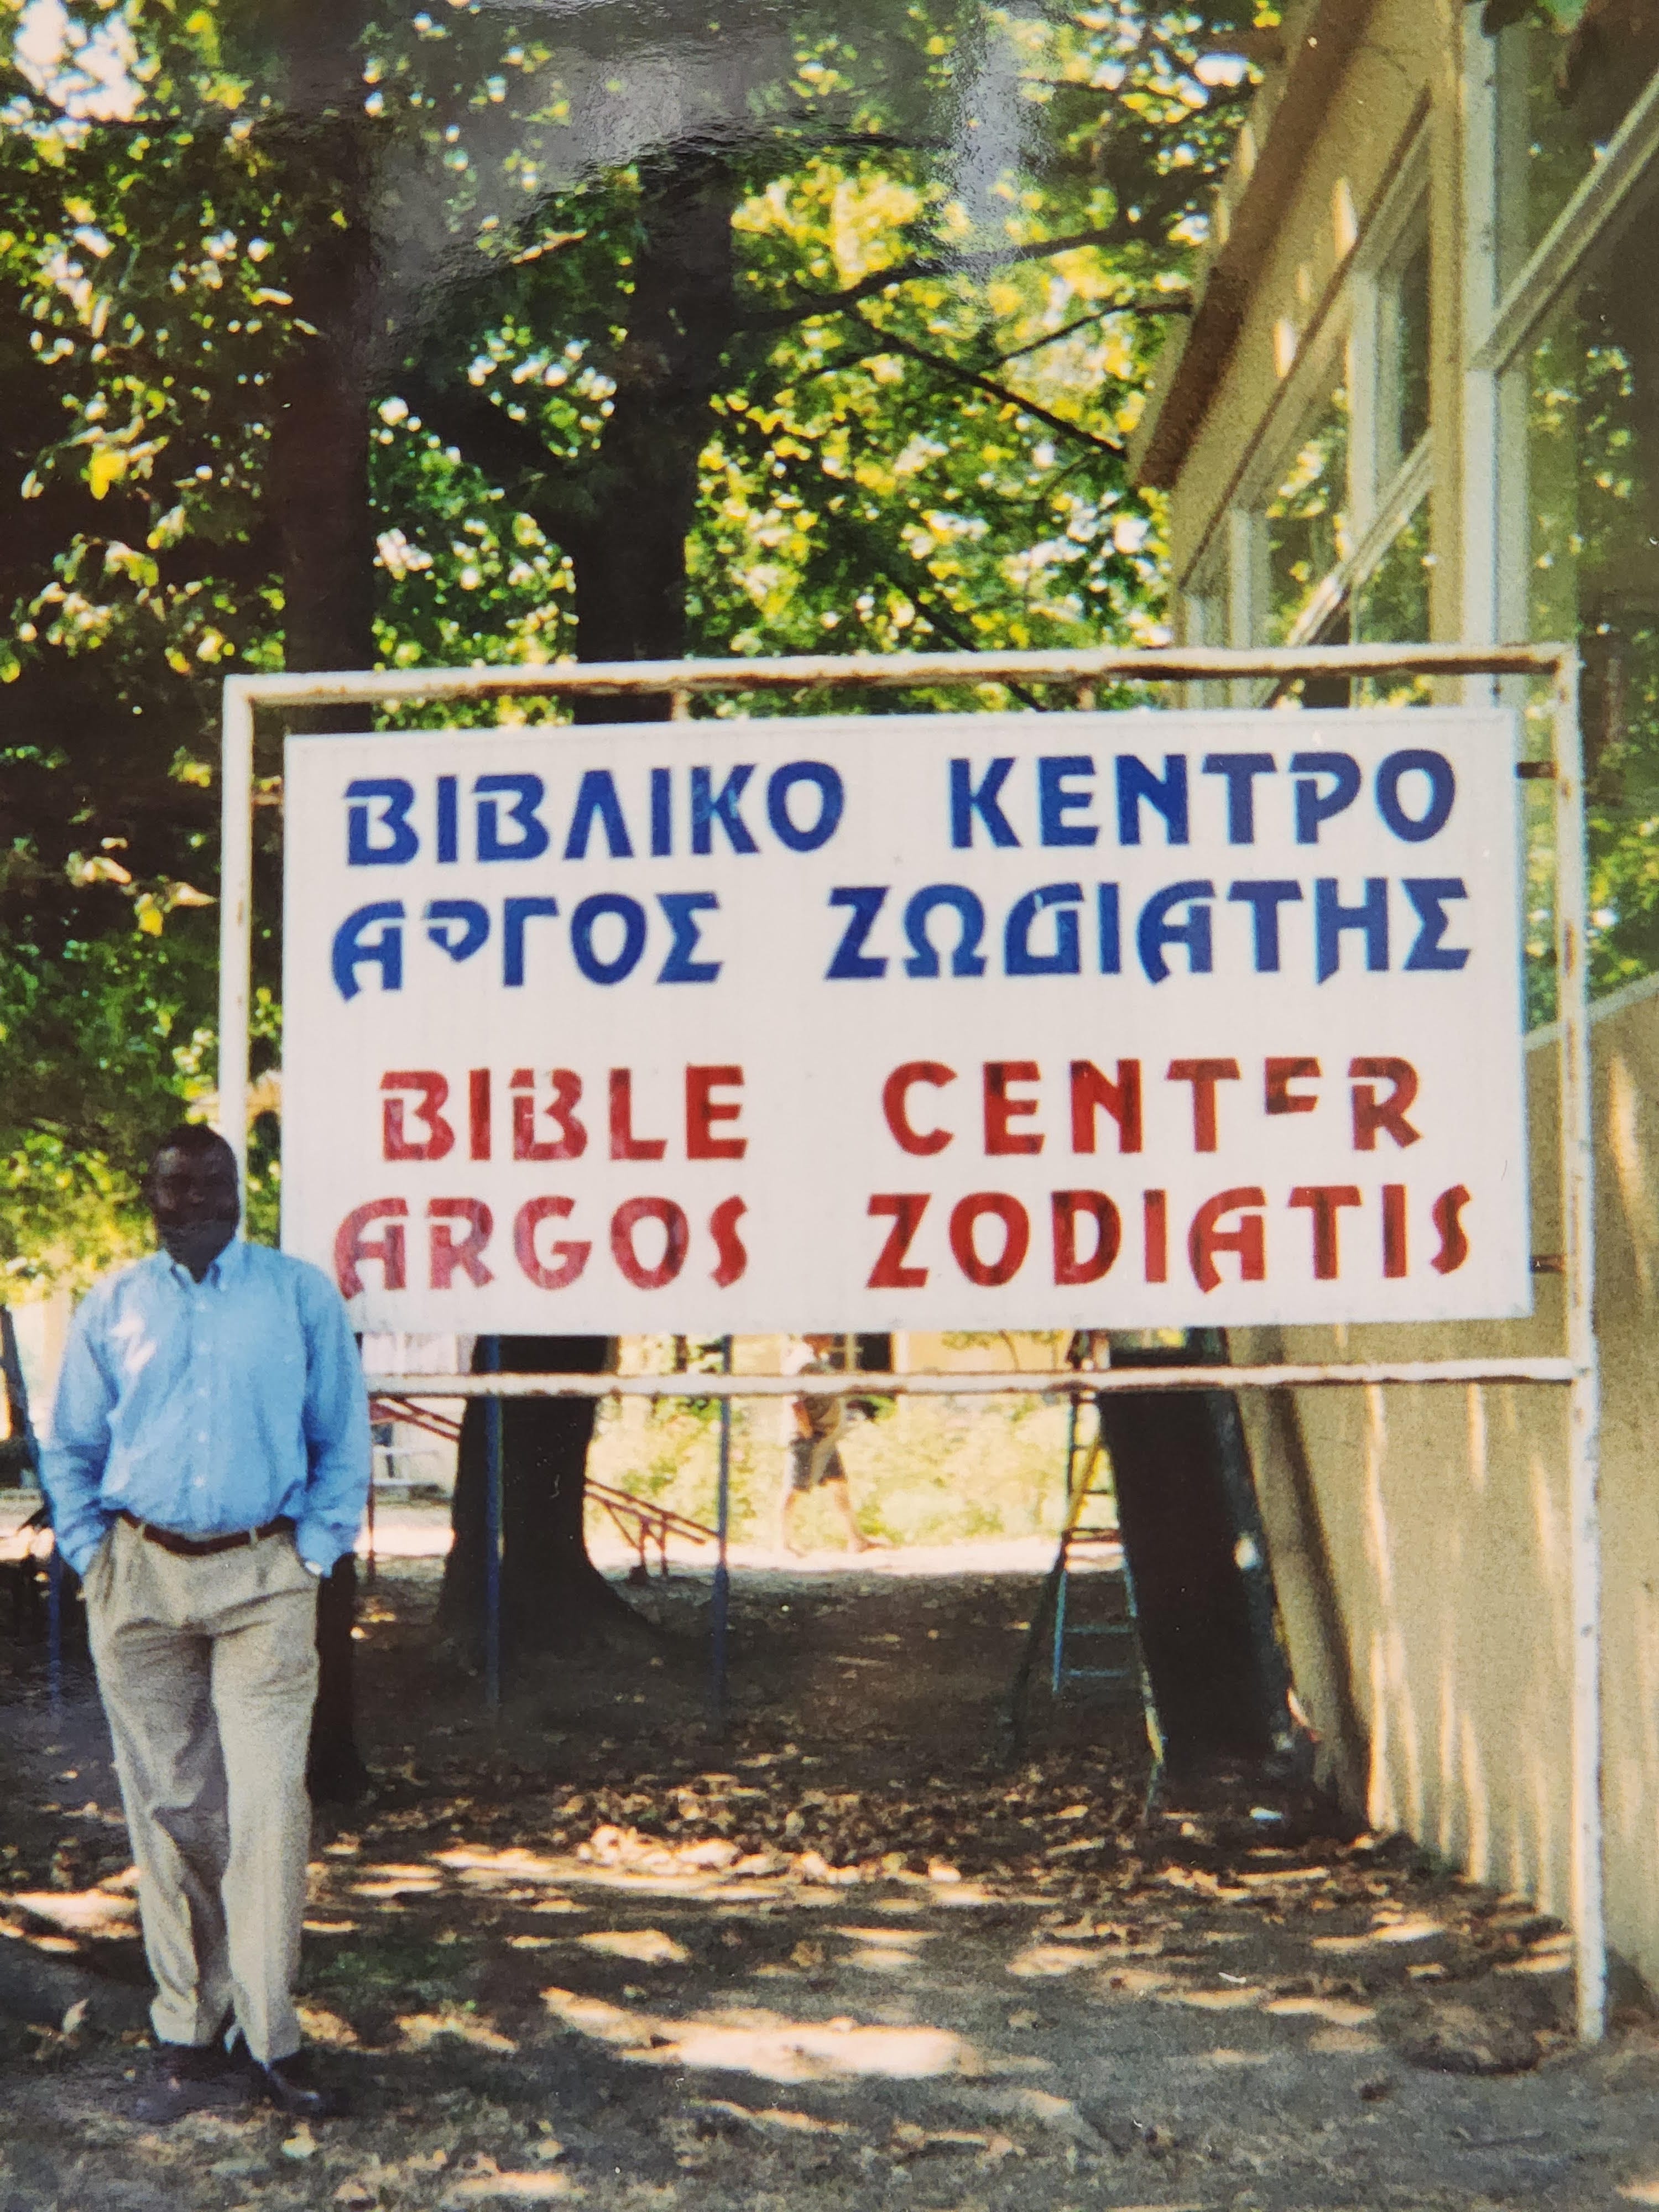 ΒΙΒΛΙΚΟ ΚΕΝΤΡΟ
ΑΡΓΟΣ ΖΩΔΙΑΤΗΣ
BIBLE CENTER
ARGOS ZODIATIS